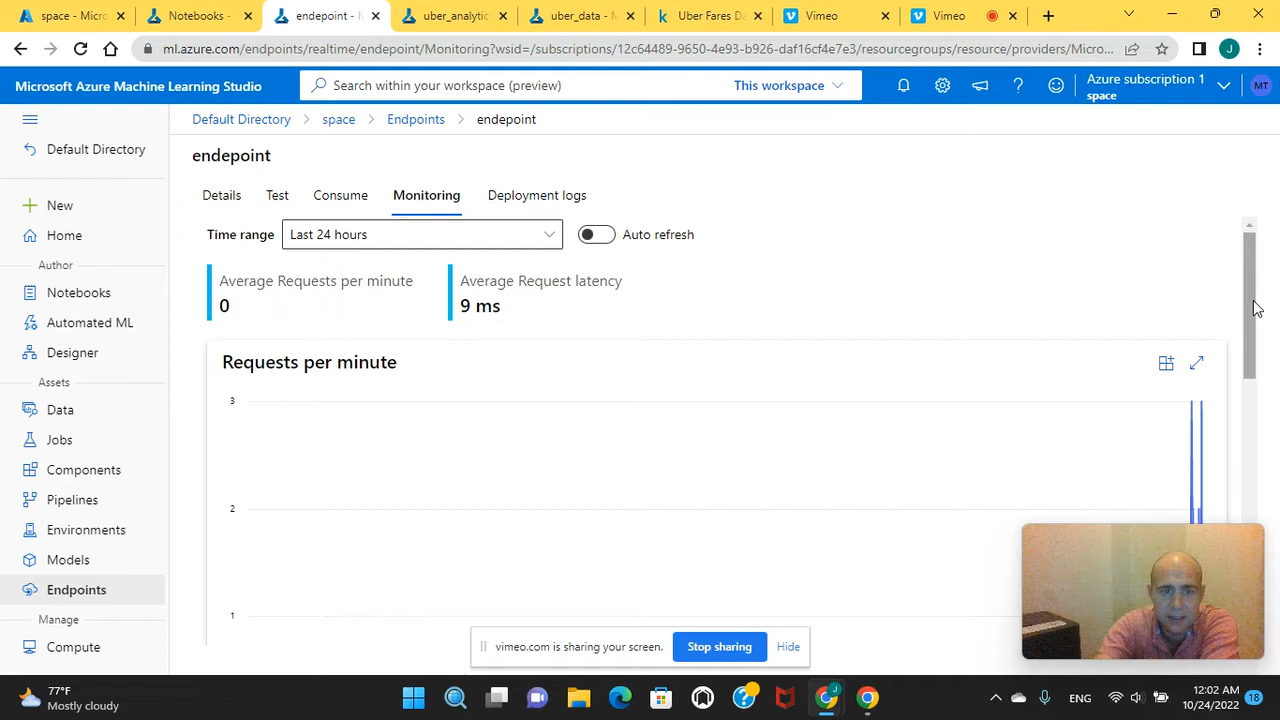 space - Micro
Notebooks -
endepoint - M
uber_analytic
uber_data - M
Uber Fares Da
Vimeo
Vimeo
ml.azure.com/endpoints/realtime/endepoint/Monitoring?wsid=/subscriptions/12c64489-9650-4e93-b926-daf16cf4e7e3/resourcegroups/resource/providers/Micro...
J
Microsoft Azure Machine Learning Studio
Search within your workspace (preview)
This workspace
Azure subscription 1
space
MT
Default Directory
space
Endpoints
endepoint
Default Directory
endepoint
Details
Test
Consume
Monitoring
Deployment logs
New
Home
Author
Notebooks
Automated ML
Designer
Assets
Data
Jobs
Components
Pipelines
Environments
Models
Endpoints
Manage
Compute
Time range
Last 24 hours
Auto refresh
Average Requests per minute
0
Average Request latency
9 ms
Requests per minute
3
2
1
vimeo.com is sharing your screen.
Stop sharing
Hide
77°F
Mostly cloudy
ENG
12:02 AM
10/24/2022
18